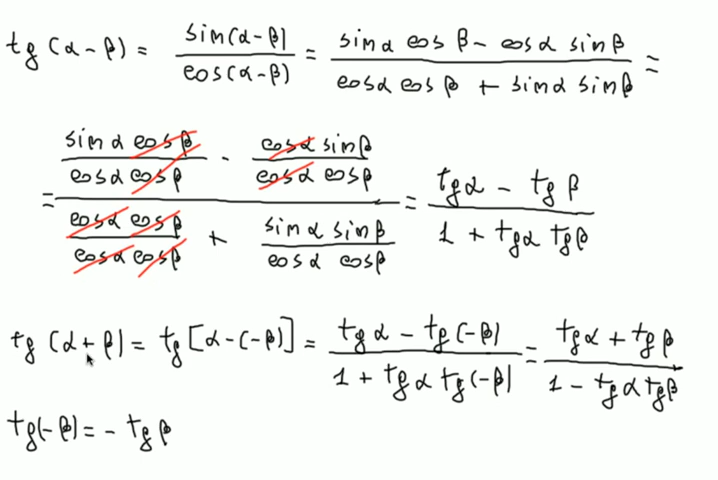 tg(α-β) = sin(α-β)/cos(α-β) = (sinα cosβ - cosα sinβ)/(cosα cosβ + sinα sinβ) =
= (sinα cosβ/cosα cosβ - cosα sinβ/cosα cosβ)/(cosα cosβ/cosα cosβ + sinα sinβ/cosα cosβ) = (tgα - tgβ)/(1 + tgα tgβ)
tg(α+β) = tg[α-(-β)] = (tgα - tg(-β))/(1 + tgα tg(-β)) = (tgα + tgβ)/(1 - tgα tgβ)
tg(-β) = - tgβ